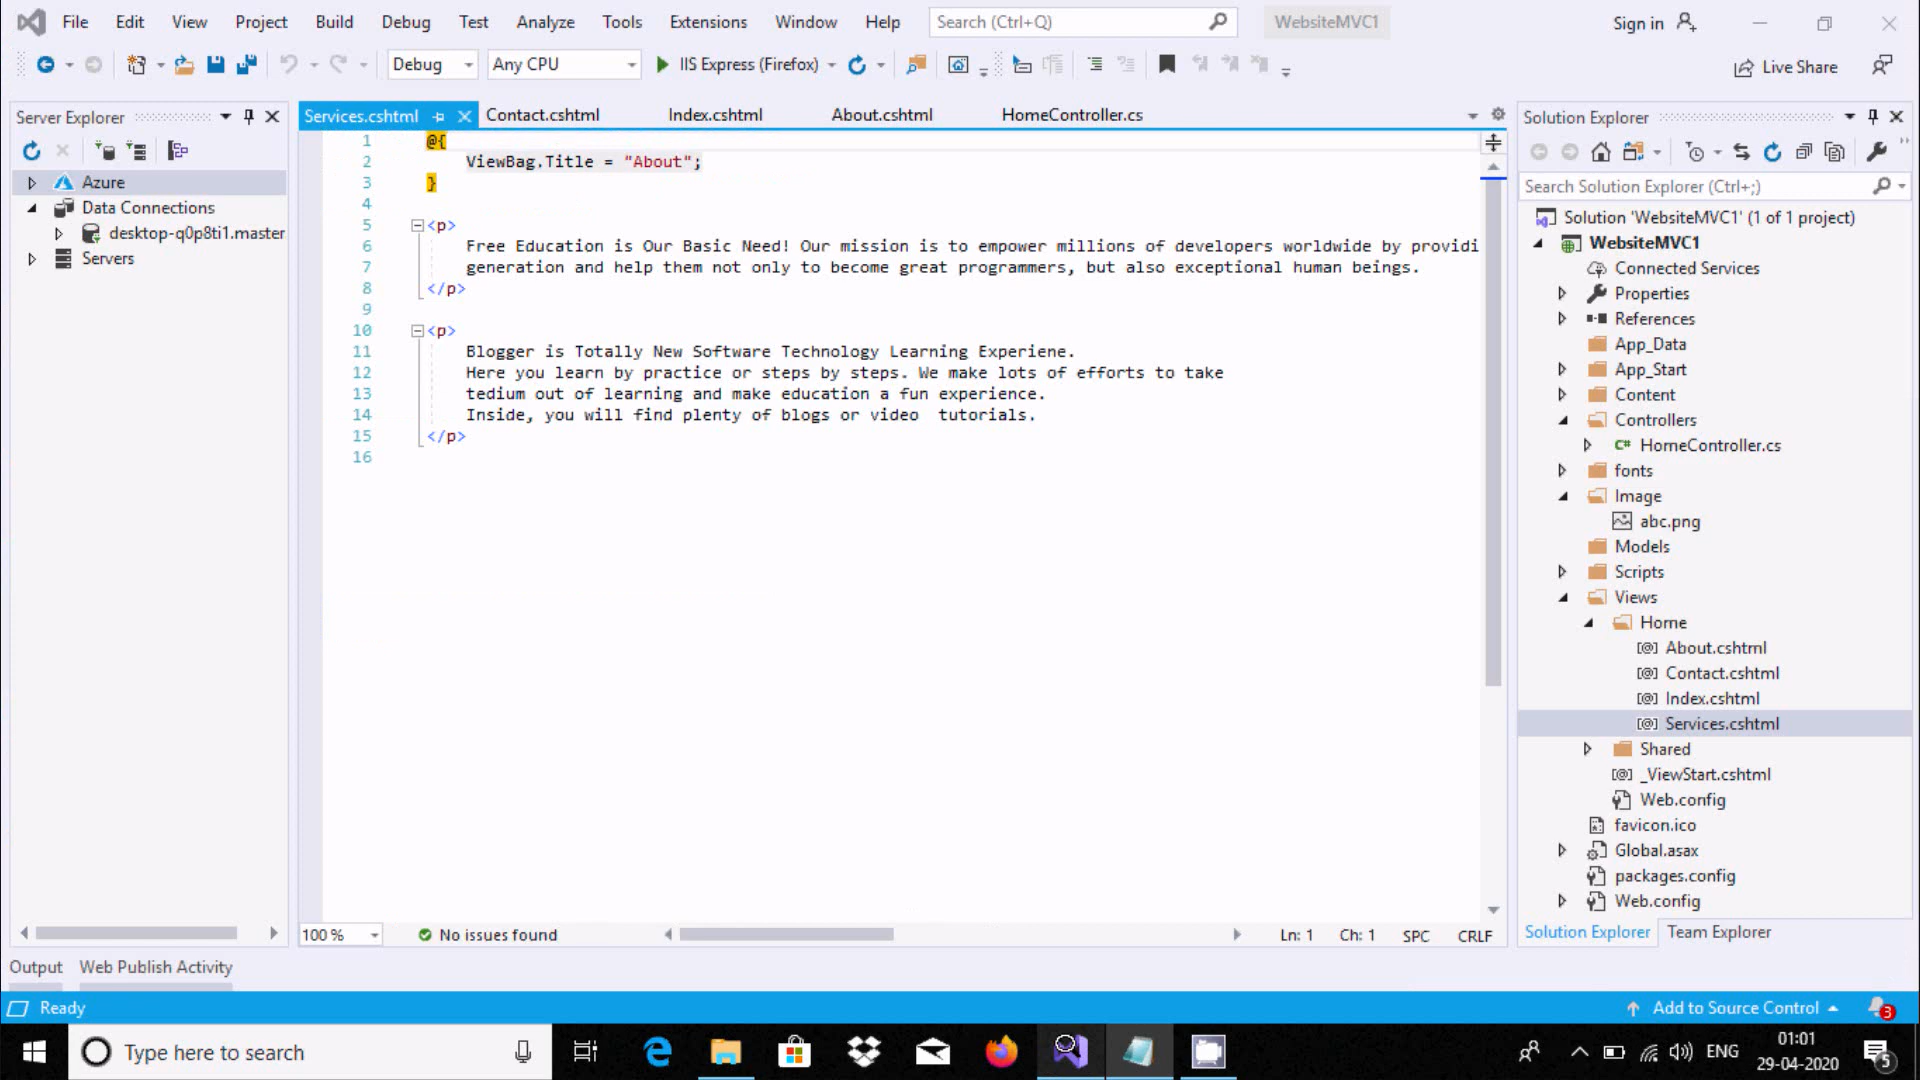 File Edit View Project Build Debug Test Analyze Tools Extensions Window Help Search (Ctrl+Q) WebsiteMVC1 Sign in
Debug Any CPU IIS Express (Firefox) Live Share
Server Explorer
Azure
Data Connections
desktop-q0p8ti1.master
Servers
Services.cshtml Contact.cshtml Index.cshtml About.cshtml HomeController.cs
1 @{
2 ViewBag.Title = "About";
3 }
4
5 <p>
6 Free Education is Our Basic Need! Our mission is to empower millions of developers worldwide by providi
7 generation and help them not only to become great programmers, but also exceptional human beings.
8 </p>
9
10 <p>
11 Blogger is Totally New Software Technology Learning Experiene.
12 Here you learn by practice or steps by steps. We make lots of efforts to take
13 tedium out of learning and make education a fun experience.
14 Inside, you will find plenty of blogs or video  tutorials.
15 </p>
16
100 % No issues found Ln: 1 Ch: 1 SPC CRLF
Solution Explorer
Search Solution Explorer (Ctrl+;)
Solution 'WebsiteMVC1' (1 of 1 project)
WebsiteMVC1
Connected Services
Properties
References
App_Data
App_Start
Content
Controllers
C# HomeController.cs
fonts
Image
abc.png
Models
Scripts
Views
Home
[@] About.cshtml
[@] Contact.cshtml
[@] Index.cshtml
[@] Services.cshtml
Shared
[@] _ViewStart.cshtml
Web.config
favicon.ico
Global.asax
packages.config
Web.config
Solution Explorer Team Explorer
Output Web Publish Activity
Ready Add to Source Control 3
Type here to search ENG 01:01
29-04-2020 5